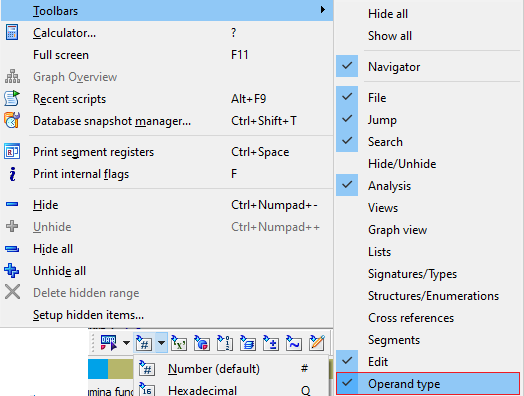 Toolbars
Calculator... ?
Full screen F11
Graph Overview
Recent scripts Alt+F9
Database snapshot manager... Ctrl+Shift+T
Print segment registers Ctrl+Space
Print internal flags F
Hide Ctrl+Numpad+-
Unhide Ctrl+Numpad++
Hide all
Unhide all
Delete hidden range
Setup hidden items...
Hide all
Show all
Navigator
File
Jump
Search
Hide/Unhide
Analysis
Views
Graph view
Lists
Signatures/Types
Structures/Enumerations
Cross references
Segments
Edit
Operand type
DATA
#
"x"
# Number (default) #
umina func
16 Hexadecimal Q